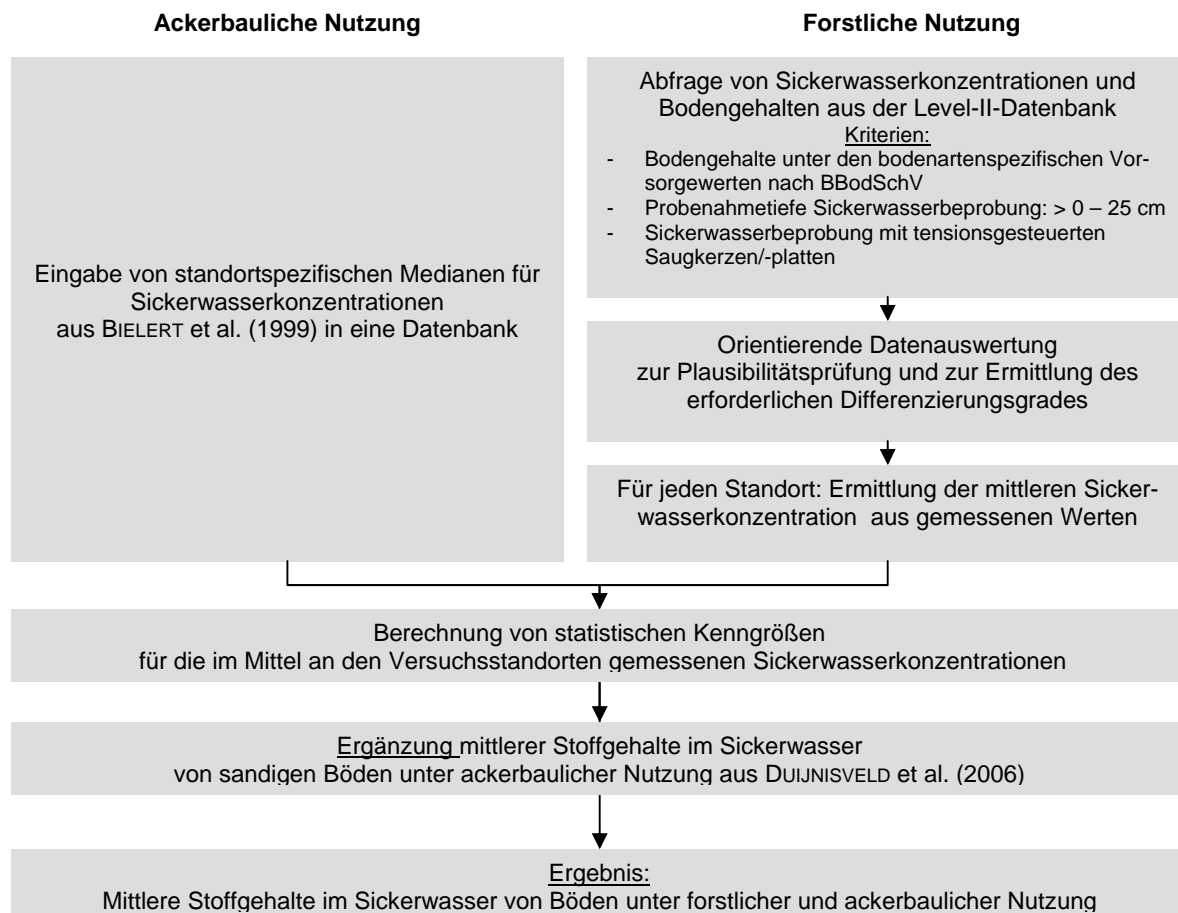 Ackerbauliche Nutzung
Forstliche Nutzung
Eingabe von standortspezifischen Medianen für
Sickerwasserkonzentrationen
aus BIELERT et al. (1999) in eine Datenbank
Abfrage von Sickerwasserkonzentrationen und
Bodengehalten aus der Level-II-Datenbank
Kriterien:
- Bodengehalte unter den bodenartenspezifischen Vor-
sorgewerten nach BBodSchV
- Probenahmetiefe Sickerwasserbeprobung: > 0 – 25 cm
- Sickerwasserbeprobung mit tensionsgesteuerten
Saugkerzen/-platten
Orientierende Datenauswertung
zur Plausibilitätsprüfung und zur Ermittlung des
erforderlichen Differenzierungsgrades
Für jeden Standort: Ermittlung der mittleren Sicker-
wasserkonzentration aus gemessenen Werten
Berechnung von statistischen Kenngrößen
für die im Mittel an den Versuchsstandorten gemessenen Sickerwasserkonzentrationen
Ergänzung mittlerer Stoffgehalte im Sickerwasser
von sandigen Böden unter ackerbaulicher Nutzung aus DUIJNISVELD et al. (2006)
Ergebnis:
Mittlere Stoffgehalte im Sickerwasser von Böden unter forstlicher und ackerbaulicher Nutzung